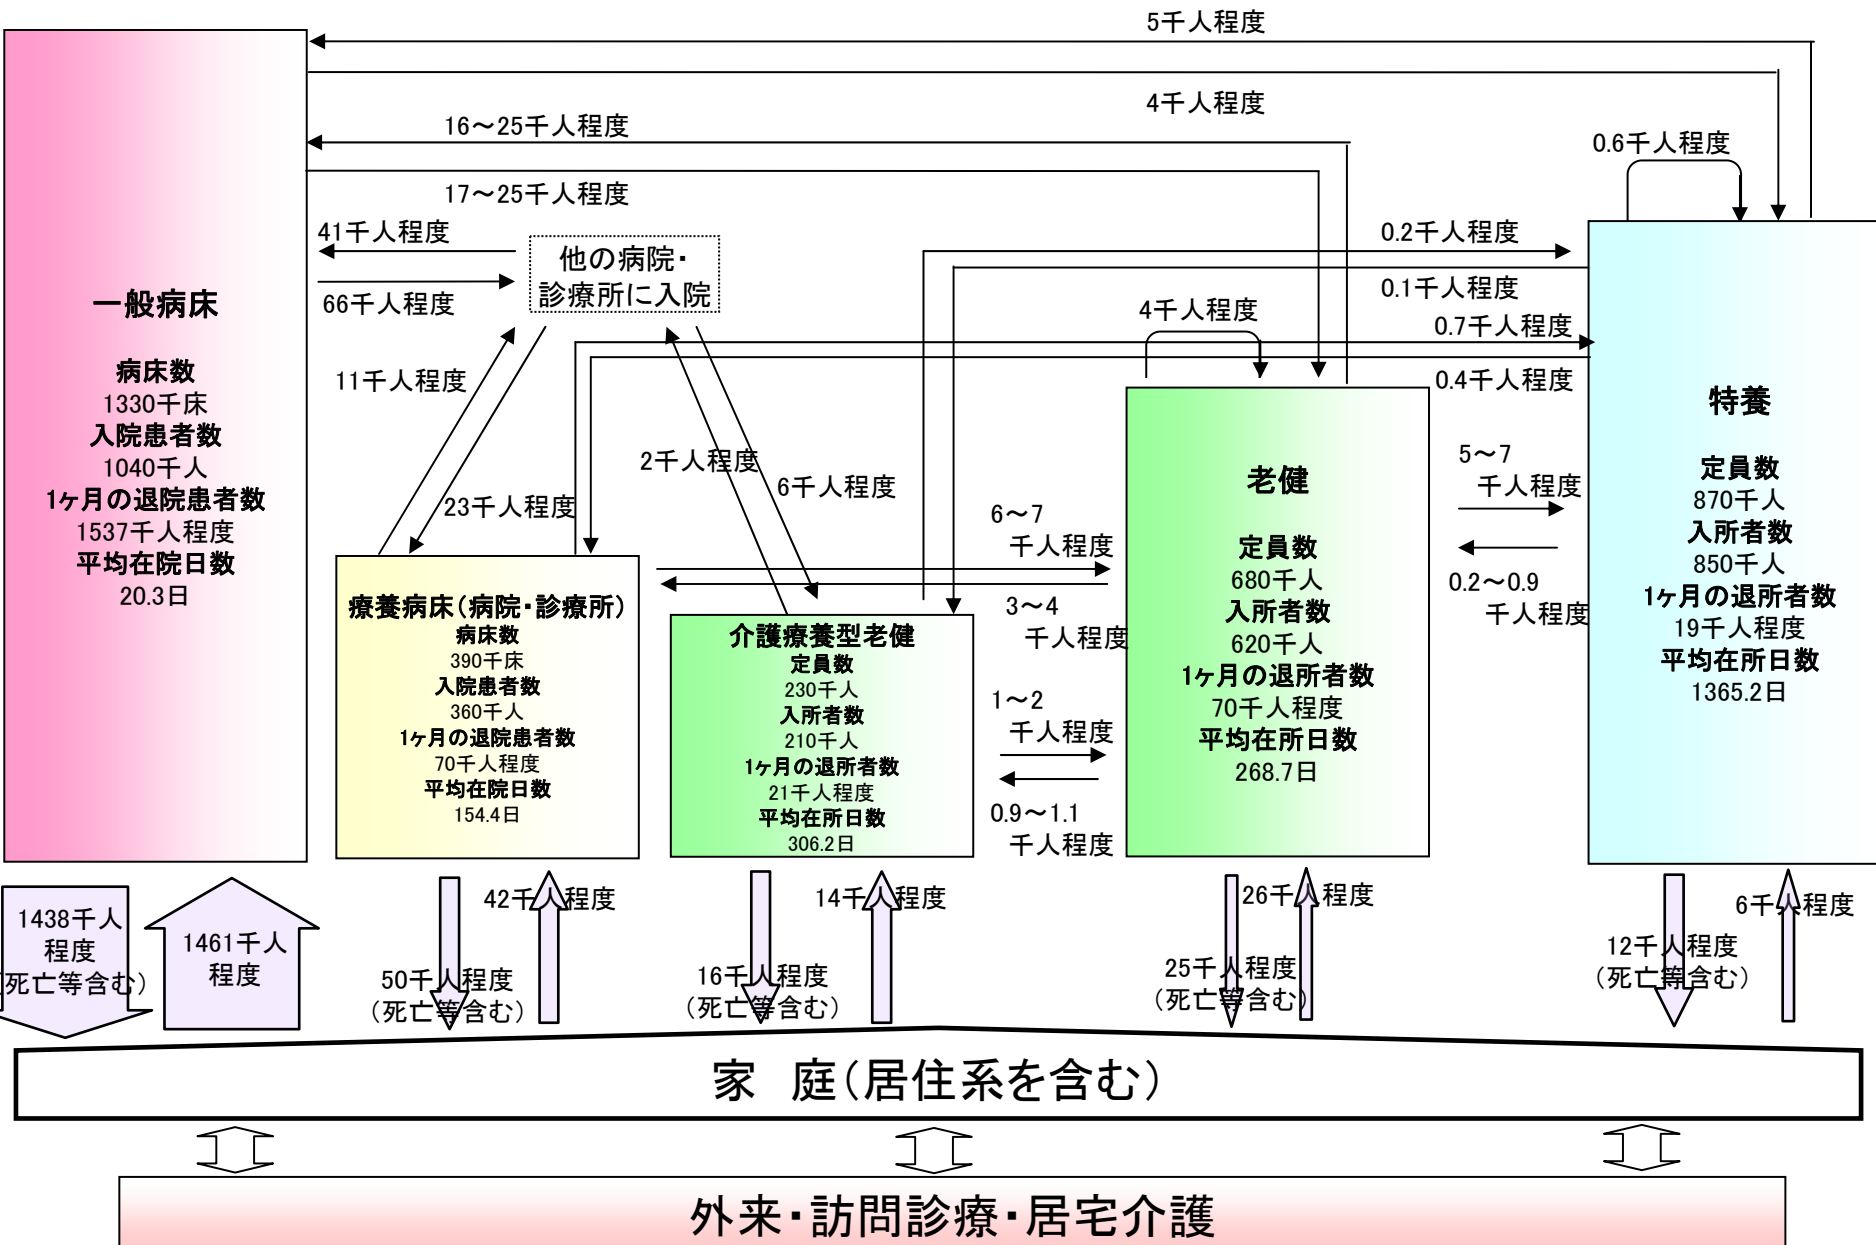 5千人程度
4千人程度
16～25千人程度
17～25千人程度
0.6千人程度
41千人程度
66千人程度
他の病院・
診療所に入院
0.2千人程度
0.1千人程度
4千人程度
0.7千人程度
0.4千人程度
11千人程度
23千人程度
2千人程度
6千人程度
一般病床
病床数
1330千床
入院患者数
1040千人
1ヶ月の退院患者数
1537千人程度
平均在院日数
20.3日
療養病床（病院・診療所）
病床数
390千床
入院患者数
360千人
1ヶ月の退院患者数
70千人程度
平均在院日数
154.4日
介護療養型老健
定員数
230千人
入所者数
210千人
1ヶ月の退所者数
21千人程度
平均在所日数
306.2日
6～7
千人程度
3～4
千人程度
1～2
千人程度
0.9～1.1
千人程度
老健
定員数
680千人
入所者数
620千人
1ヶ月の退所者数
70千人程度
平均在所日数
268.7日
5～7
千人程度
0.2～0.9
千人程度
特養
定員数
870千人
入所者数
850千人
1ヶ月の退所者数
19千人程度
平均在所日数
1365.2日
1438千人
程度
死亡等含む）
1461千人
程度
50千人程度
（死亡等含む）
42千人程度
16千人程度
（死亡等含む）
14千人程度
25千人程度
（死亡等含む）
26千人程度
12千人程度
（死亡等含む）
6千人程度
家　庭（居住系を含む）
外来・訪問診療・居宅介護